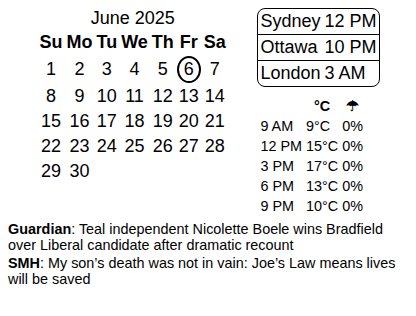 June 2025
Su Mo Tu We Th Fr Sa
1 2 3 4 5 6 7
8 9 10 11 12 13 14
15 16 17 18 19 20 21
22 23 24 25 26 27 28
29 30
Sydney 12 PM
Ottawa 10 PM
London 3 AM
°C ☂
9 AM 9°C 0%
12 PM 15°C 0%
3 PM 17°C 0%
6 PM 13°C 0%
9 PM 10°C 0%
Guardian: Teal independent Nicolette Boele wins Bradfield
over Liberal candidate after dramatic recount
SMH: My son’s death was not in vain: Joe’s Law means lives
will be saved